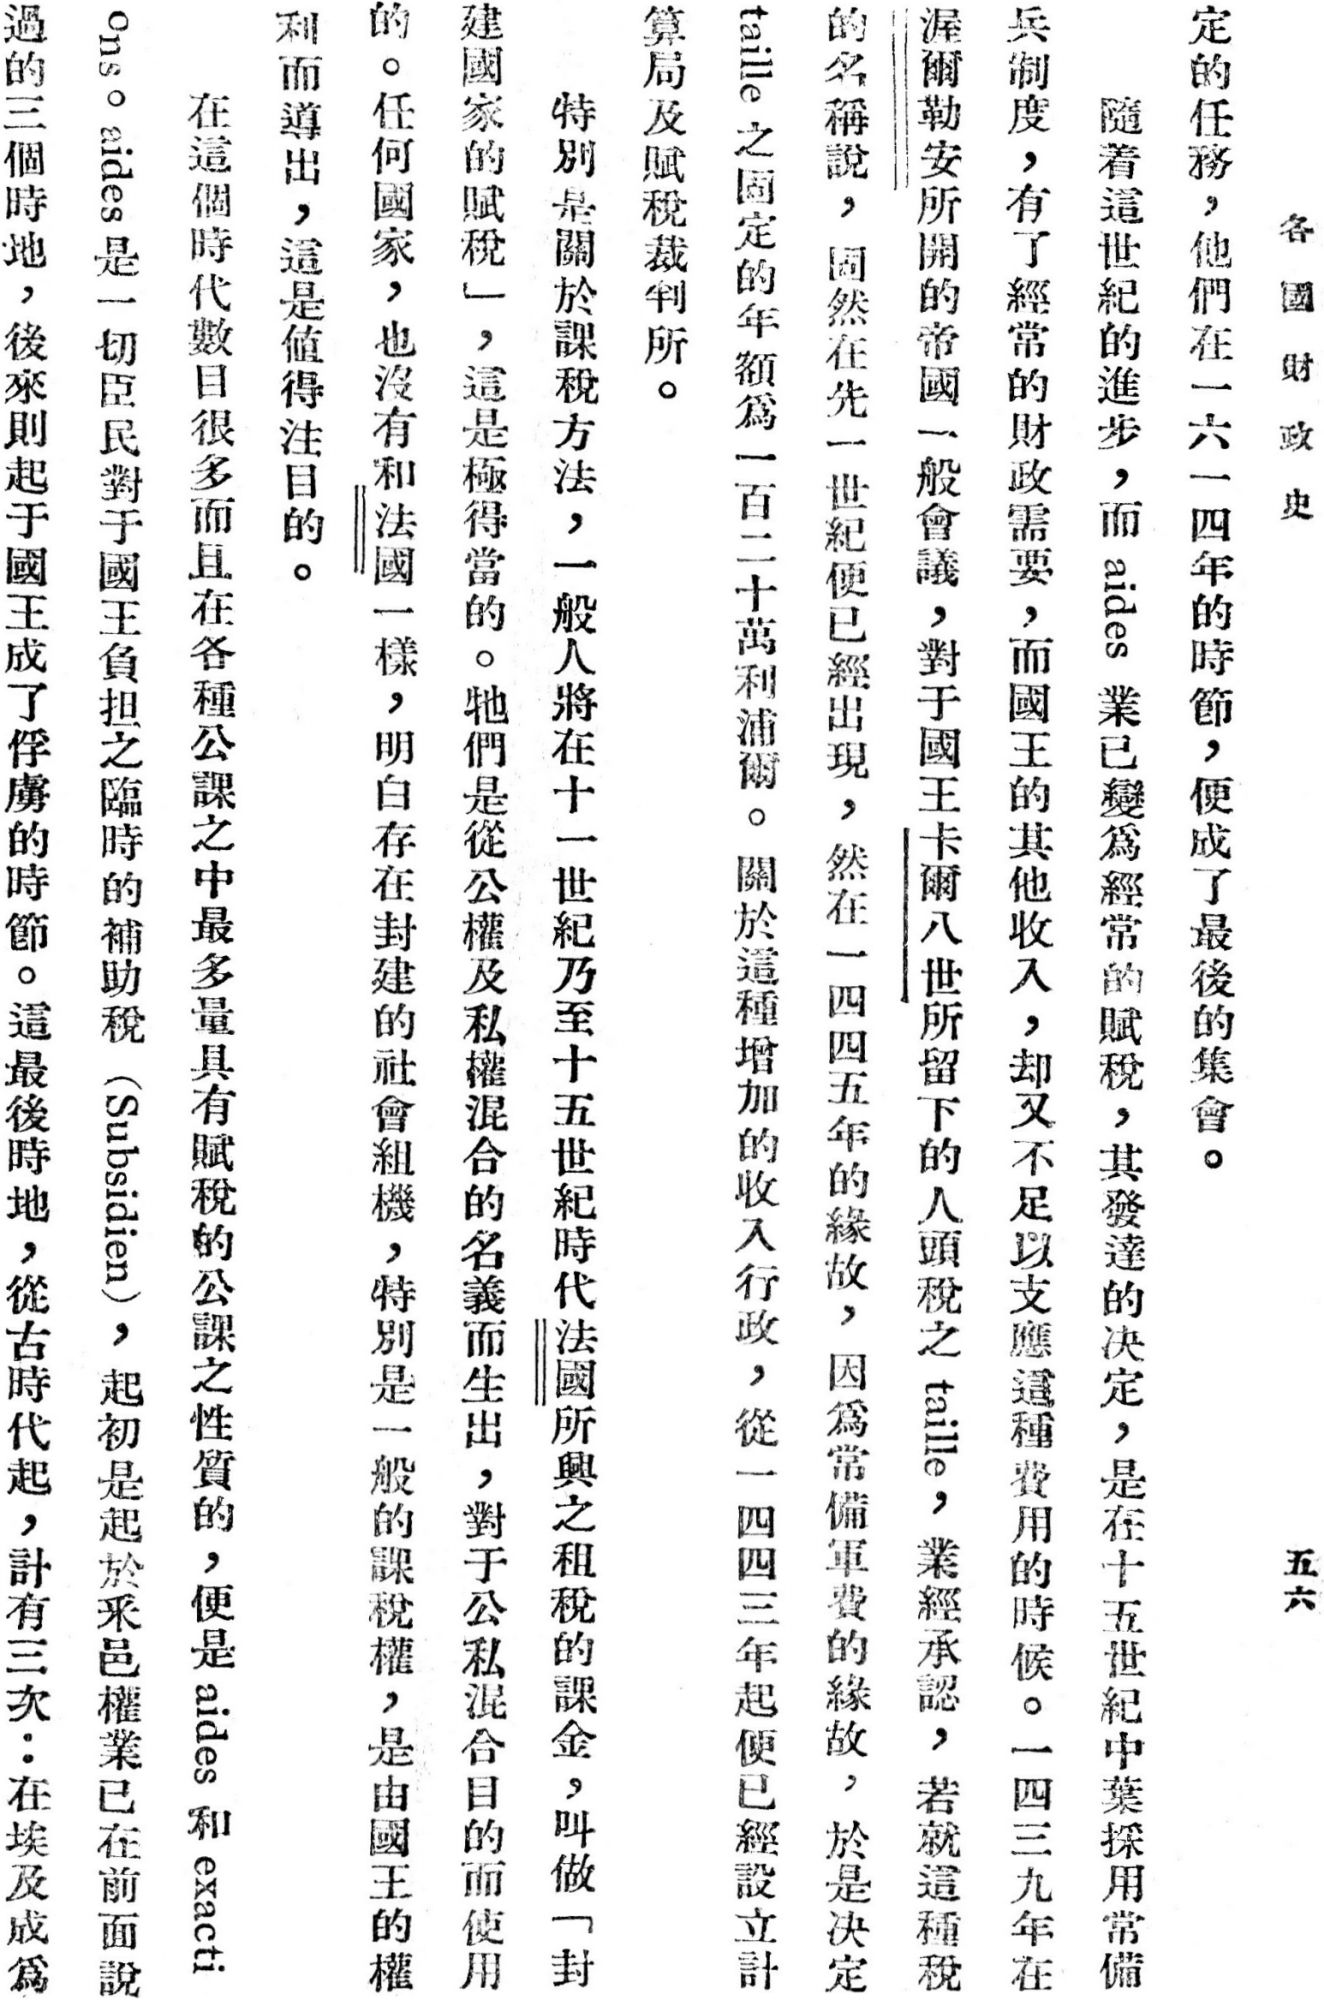 各國財政史
五六
定的任務，他們在一六一四年的時節，便成了最後的集會。
隨着這世紀的進步，而 aides 業已變爲經常的賦稅，其發達的决定，是在十五世紀中葉採用常備
兵制度，有了經常的財政需要，而國王的其他收入，却又不足以支應這種費用的時候。一四三九年在
渥爾勒安所開的帝國一般會議，對于國王卡爾八世所留下的人頭稅之 taille，業經承認，若就這種稅
的名稱說，固然在先一世紀便已經出現，然在一四四五年的緣故，因爲常備軍費的緣故，於是决定
taille 之固定的年額爲一百二十萬利浦爾。關於這種增加的收入行政，從一四四三年起便已經設立計
算局及賦稅裁判所。
特別是關於課稅方法，一般人將在十一世紀乃至十五世紀時代法國所興之租稅的課金，叫做「封
建國家的賦稅」，這是極得當的。牠們是從公權及私權混合的名義而生出，對于公私混合目的而使用
的。任何國家，也沒有和法國一樣，明白存在封建的社會組機，特別是一般的課稅權，是由國王的權
利而導出，這是値得注目的。
在這個時代數目很多而且在各種公課之中最多量具有賦稅的公課之性質的，便是 aides 和 exacti
ons。aides 是一切臣民對于國王負担之臨時的補助稅（Subsidien），起初是起於釆邑權業已在前面說
過的三個時地，後來則起于國王成了俘虜的時節。這最後時地，從古時代起，計有三次：在埃及成爲